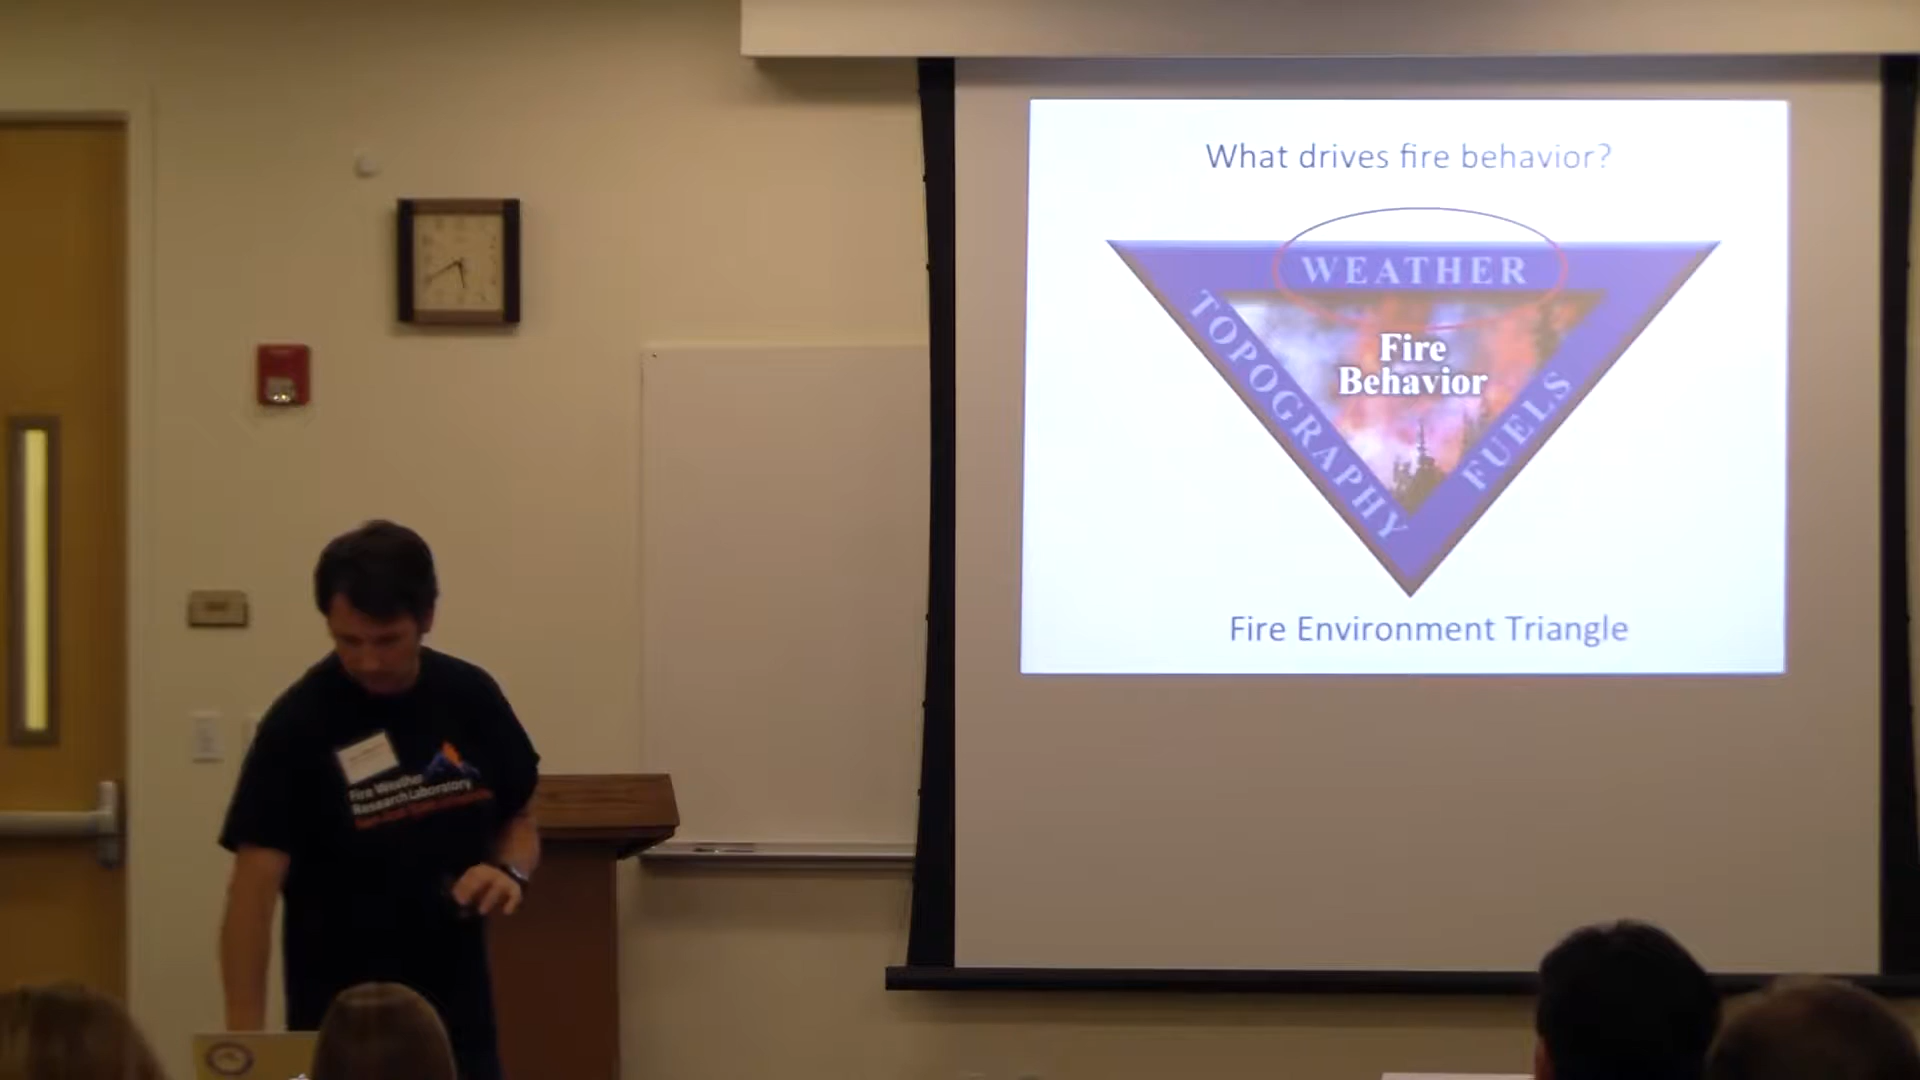 What drives fire behavior?
WEATHER
TOPOGRAPHY
Fire
Behavior
FUELS
Fire Environment Triangle
Fire Weather
Research Laboratory